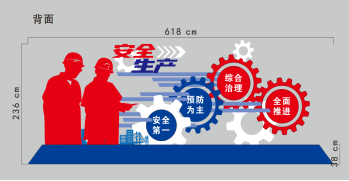 背面
618 cm
安全
生产
综合
治理
预防
为主
全面
推进
安全
第一
236 cm
38 cm